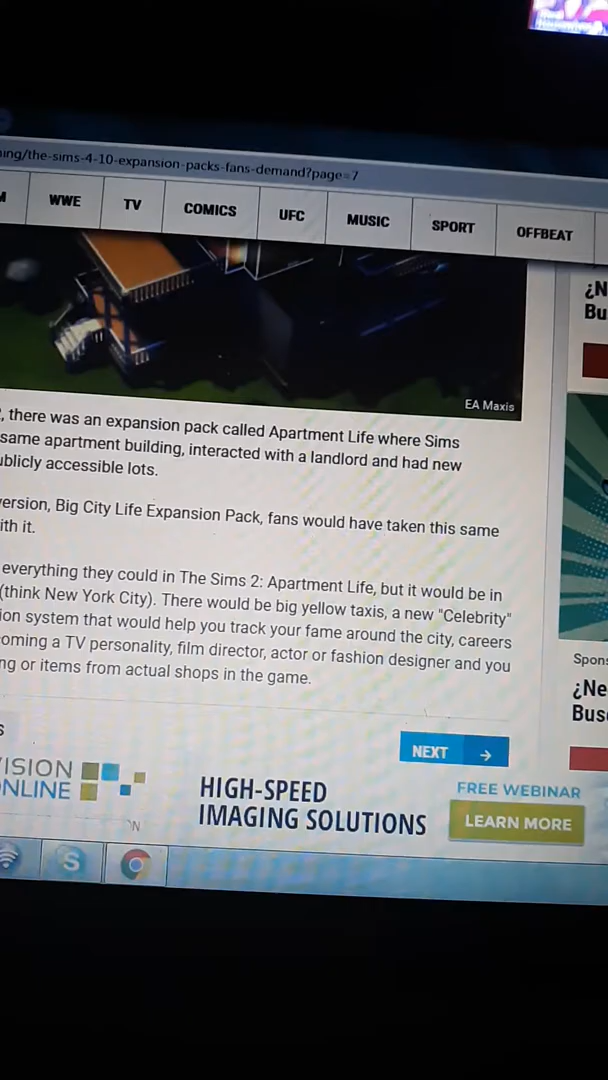 ing/the-sims-4-10-expansion-packs-fans-demand?page=7
WWE TV COMICS UFC MUSIC SPORT OFFBEAT
EA Maxis
, there was an expansion pack called Apartment Life where Sims
same apartment building, interacted with a landlord and had new
ublicly accessible lots.
ersion, Big City Life Expansion Pack, fans would have taken this same
ith it.
everything they could in The Sims 2: Apartment Life, but it would be in
(think New York City). There would be big yellow taxis, a new "Celebrity"
ion system that would help you track your fame around the city, careers
oming a TV personality, film director, actor or fashion designer and you
ng or items from actual shops in the game.
NEXT →
ISION
NLINE
HIGH-SPEED
IMAGING SOLUTIONS
FREE WEBINAR
LEARN MORE
¿N
Bu
Spons
¿Ne
Bus
S